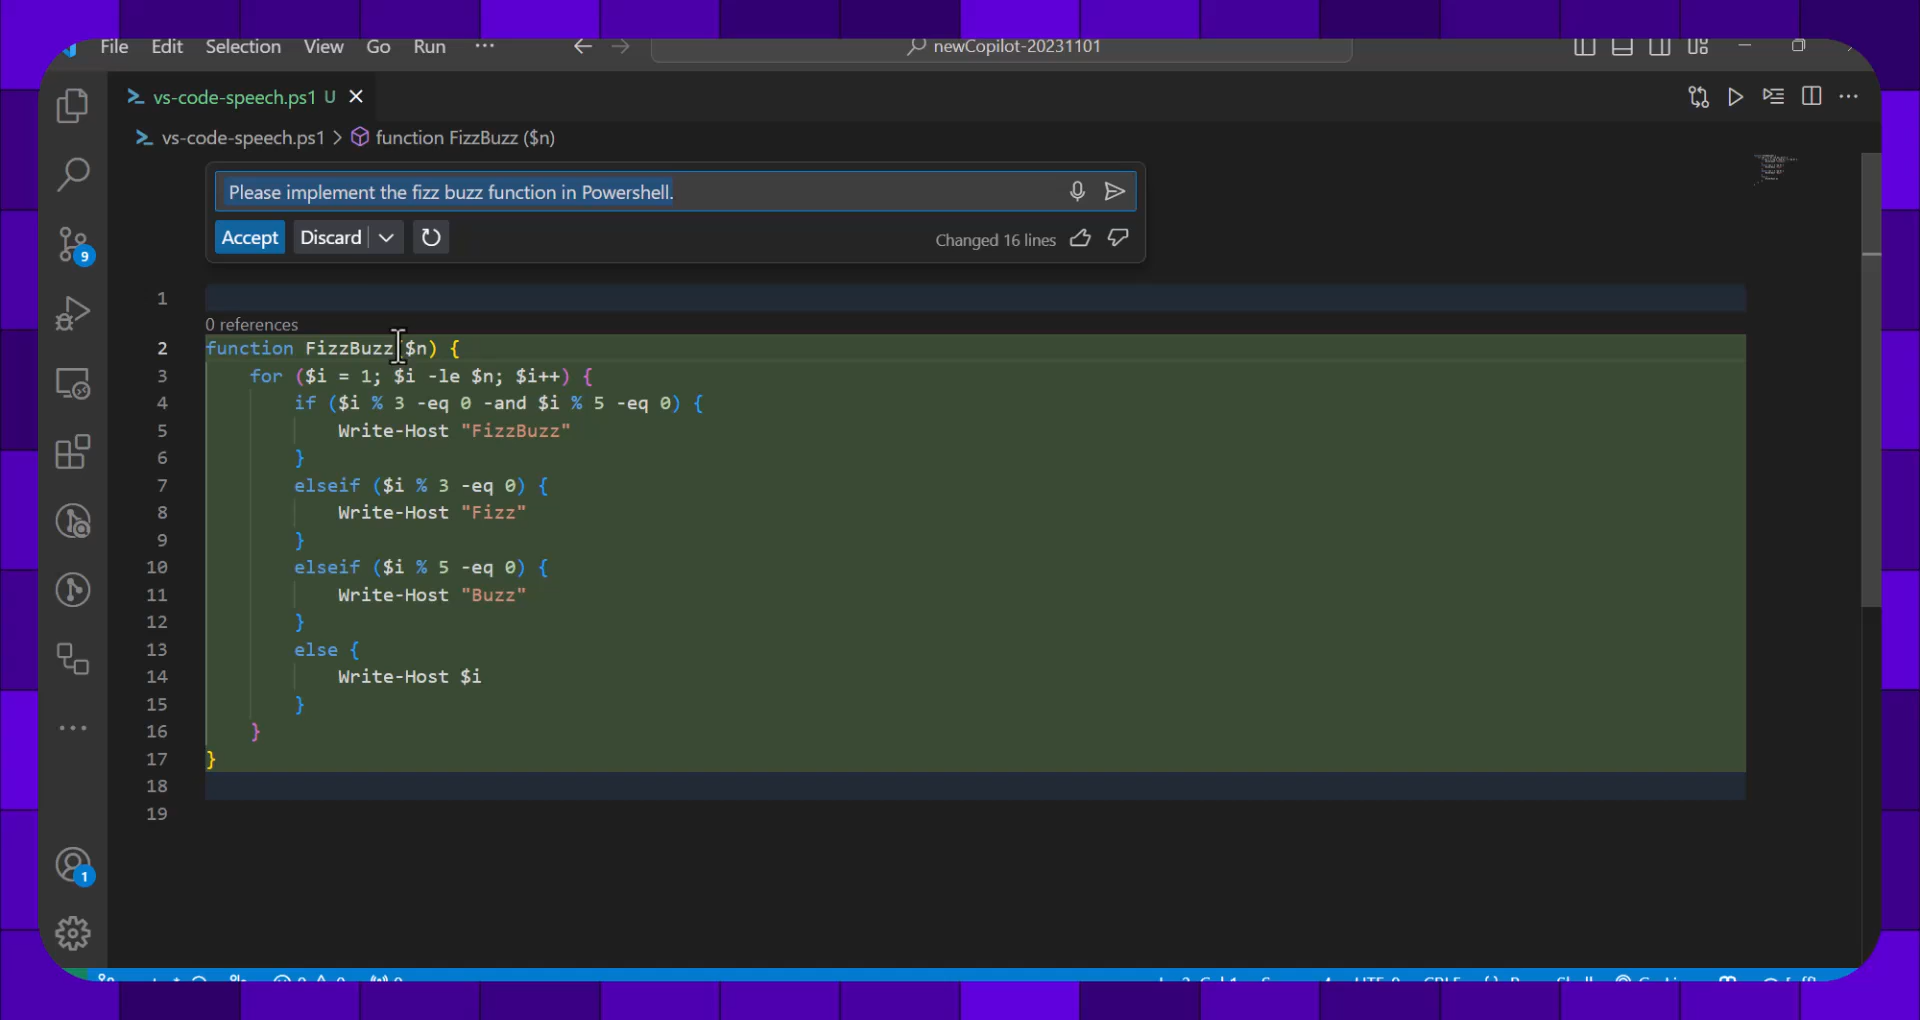 File Edit Selection View Go Run ··· newCopilot-20231101
vs-code-speech.ps1 U
vs-code-speech.ps1 > function FizzBuzz ($n)
Please implement the fizz buzz function in Powershell.
Accept Discard Changed 16 lines
9
1
0 references
2 function FizzBuzz($n) {
3 for ($i = 1; $i -le $n; $i++) {
4 if ($i % 3 -eq 0 -and $i % 5 -eq 0) {
5 Write-Host "FizzBuzz"
6 }
7 elseif ($i % 3 -eq 0) {
8 Write-Host "Fizz"
9 }
10 elseif ($i % 5 -eq 0) {
11 Write-Host "Buzz"
12 }
13 else {
14 Write-Host $i
15 }
16 }
17 }
18
19
1